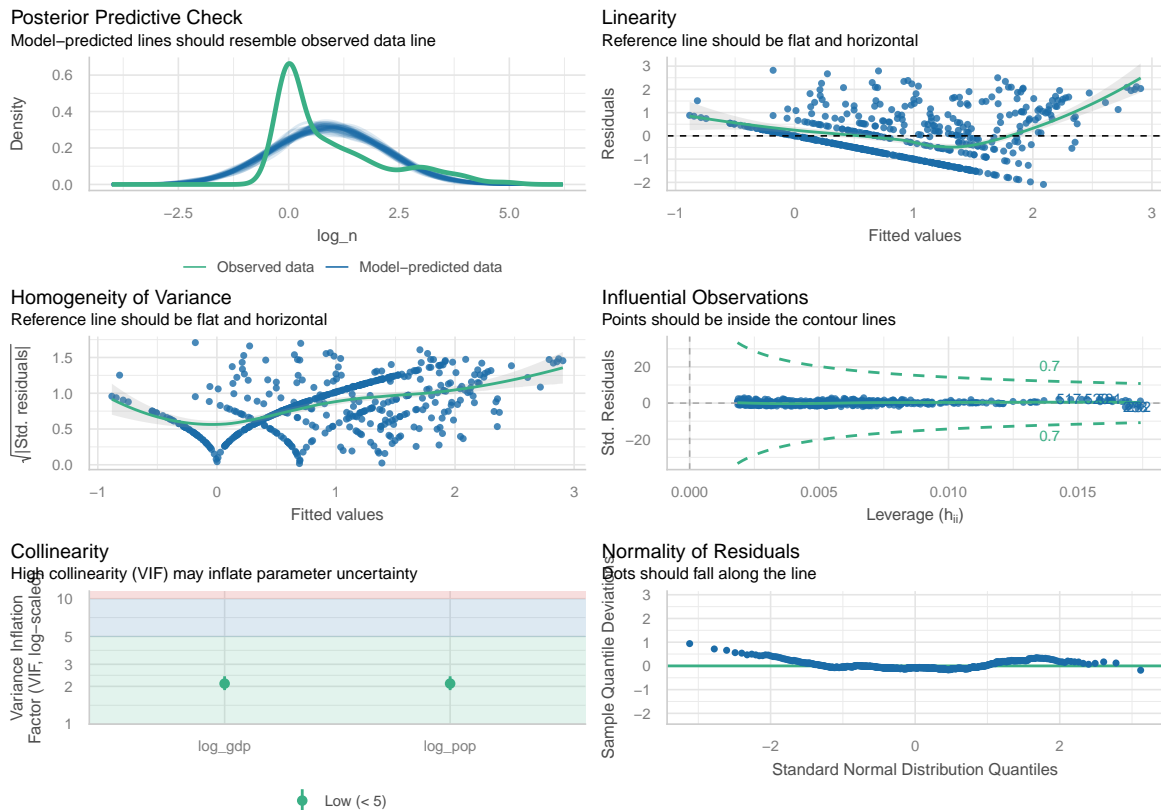 Posterior Predictive Check
Model−predicted lines should resemble observed data line
Density
0.6
0.4
0.2
0.0
−2.5
0.0
2.5
5.0
log_n
Observed data
Model−predicted data
Linearity
Reference line should be flat and horizontal
Residuals
3
2
1
0
−1
−2
−1
0
1
2
3
Fitted values
Homogeneity of Variance
Reference line should be flat and horizontal
√|Std. residuals|
1.5
1.0
0.5
0.0
−1
0
1
2
3
Fitted values
Influential Observations
Points should be inside the contour lines
Std. Residuals
20
0
−20
0.7
0.7
0.000
0.005
0.010
0.015
Leverage (hii)
Collinearity
High collinearity (VIF) may inflate parameter uncertainty
Variance Inflation
Factor (VIF, log−scaled)
10
5
3
2
1
log_gdp
log_pop
Low (< 5)
Normality of Residuals
Dots should fall along the line
Sample Quantile Deviations
3
2
1
0
−1
−2
−2
0
2
Standard Normal Distribution Quantiles